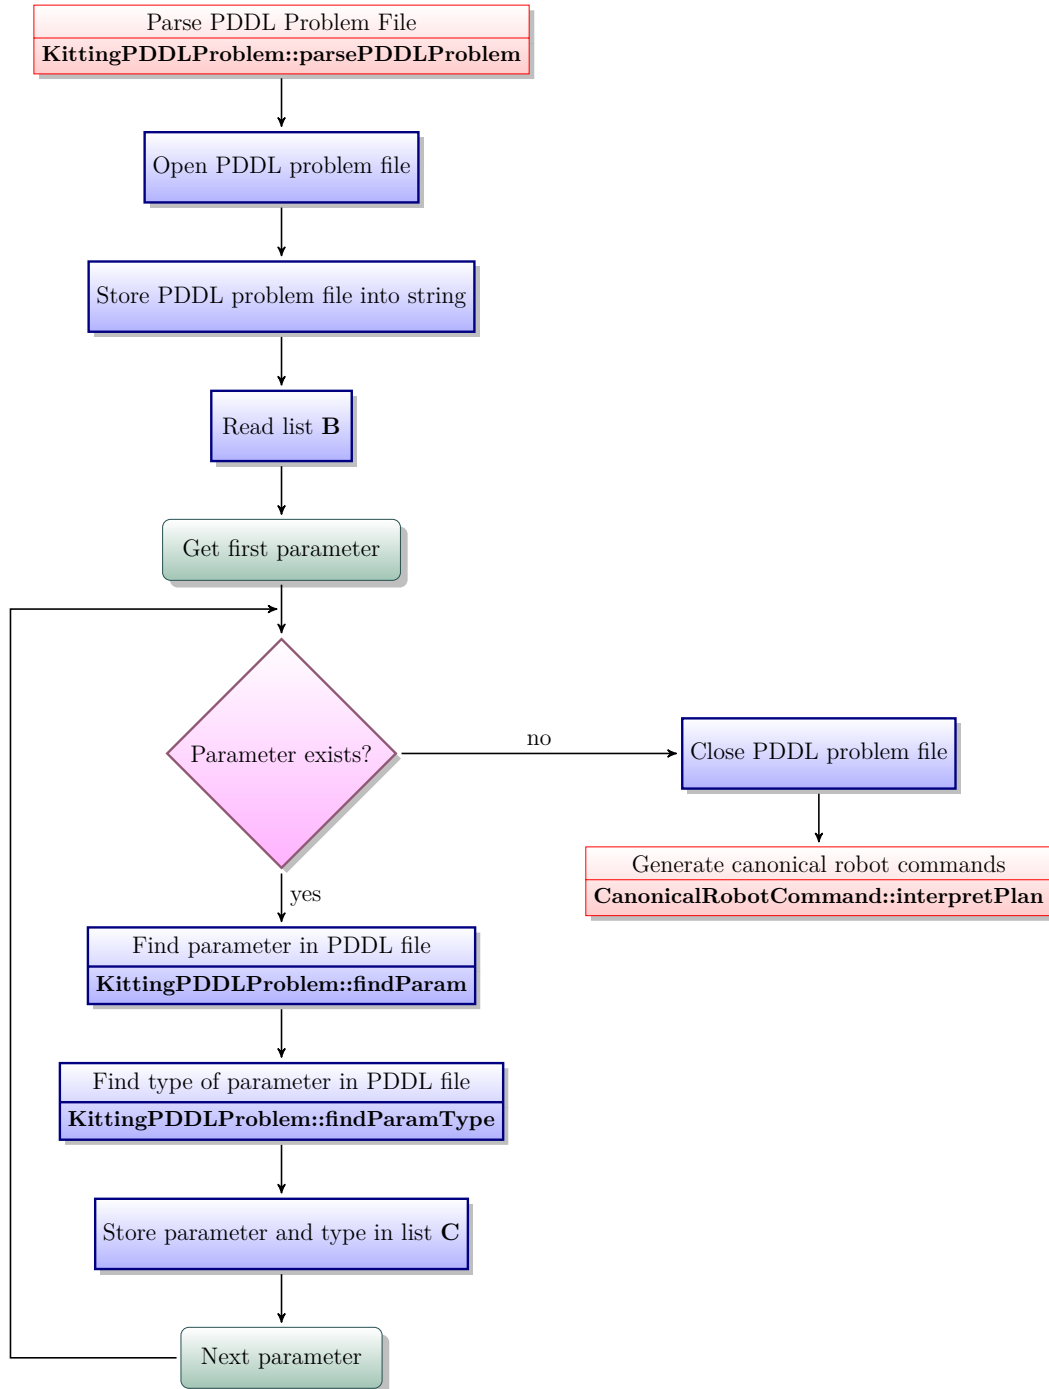 Parse PDDL Problem File
KittingPDDLProblem::parsePDDLProblem
Open PDDL problem file
Store PDDL problem file into string
Read list B
Get first parameter
Parameter exists?
no
Close PDDL problem file
Generate canonical robot commands
CanonicalRobotCommand::interpretPlan
yes
Find parameter in PDDL file
KittingPDDLProblem::findParam
Find type of parameter in PDDL file
KittingPDDLProblem::findParamType
Store parameter and type in list C
Next parameter